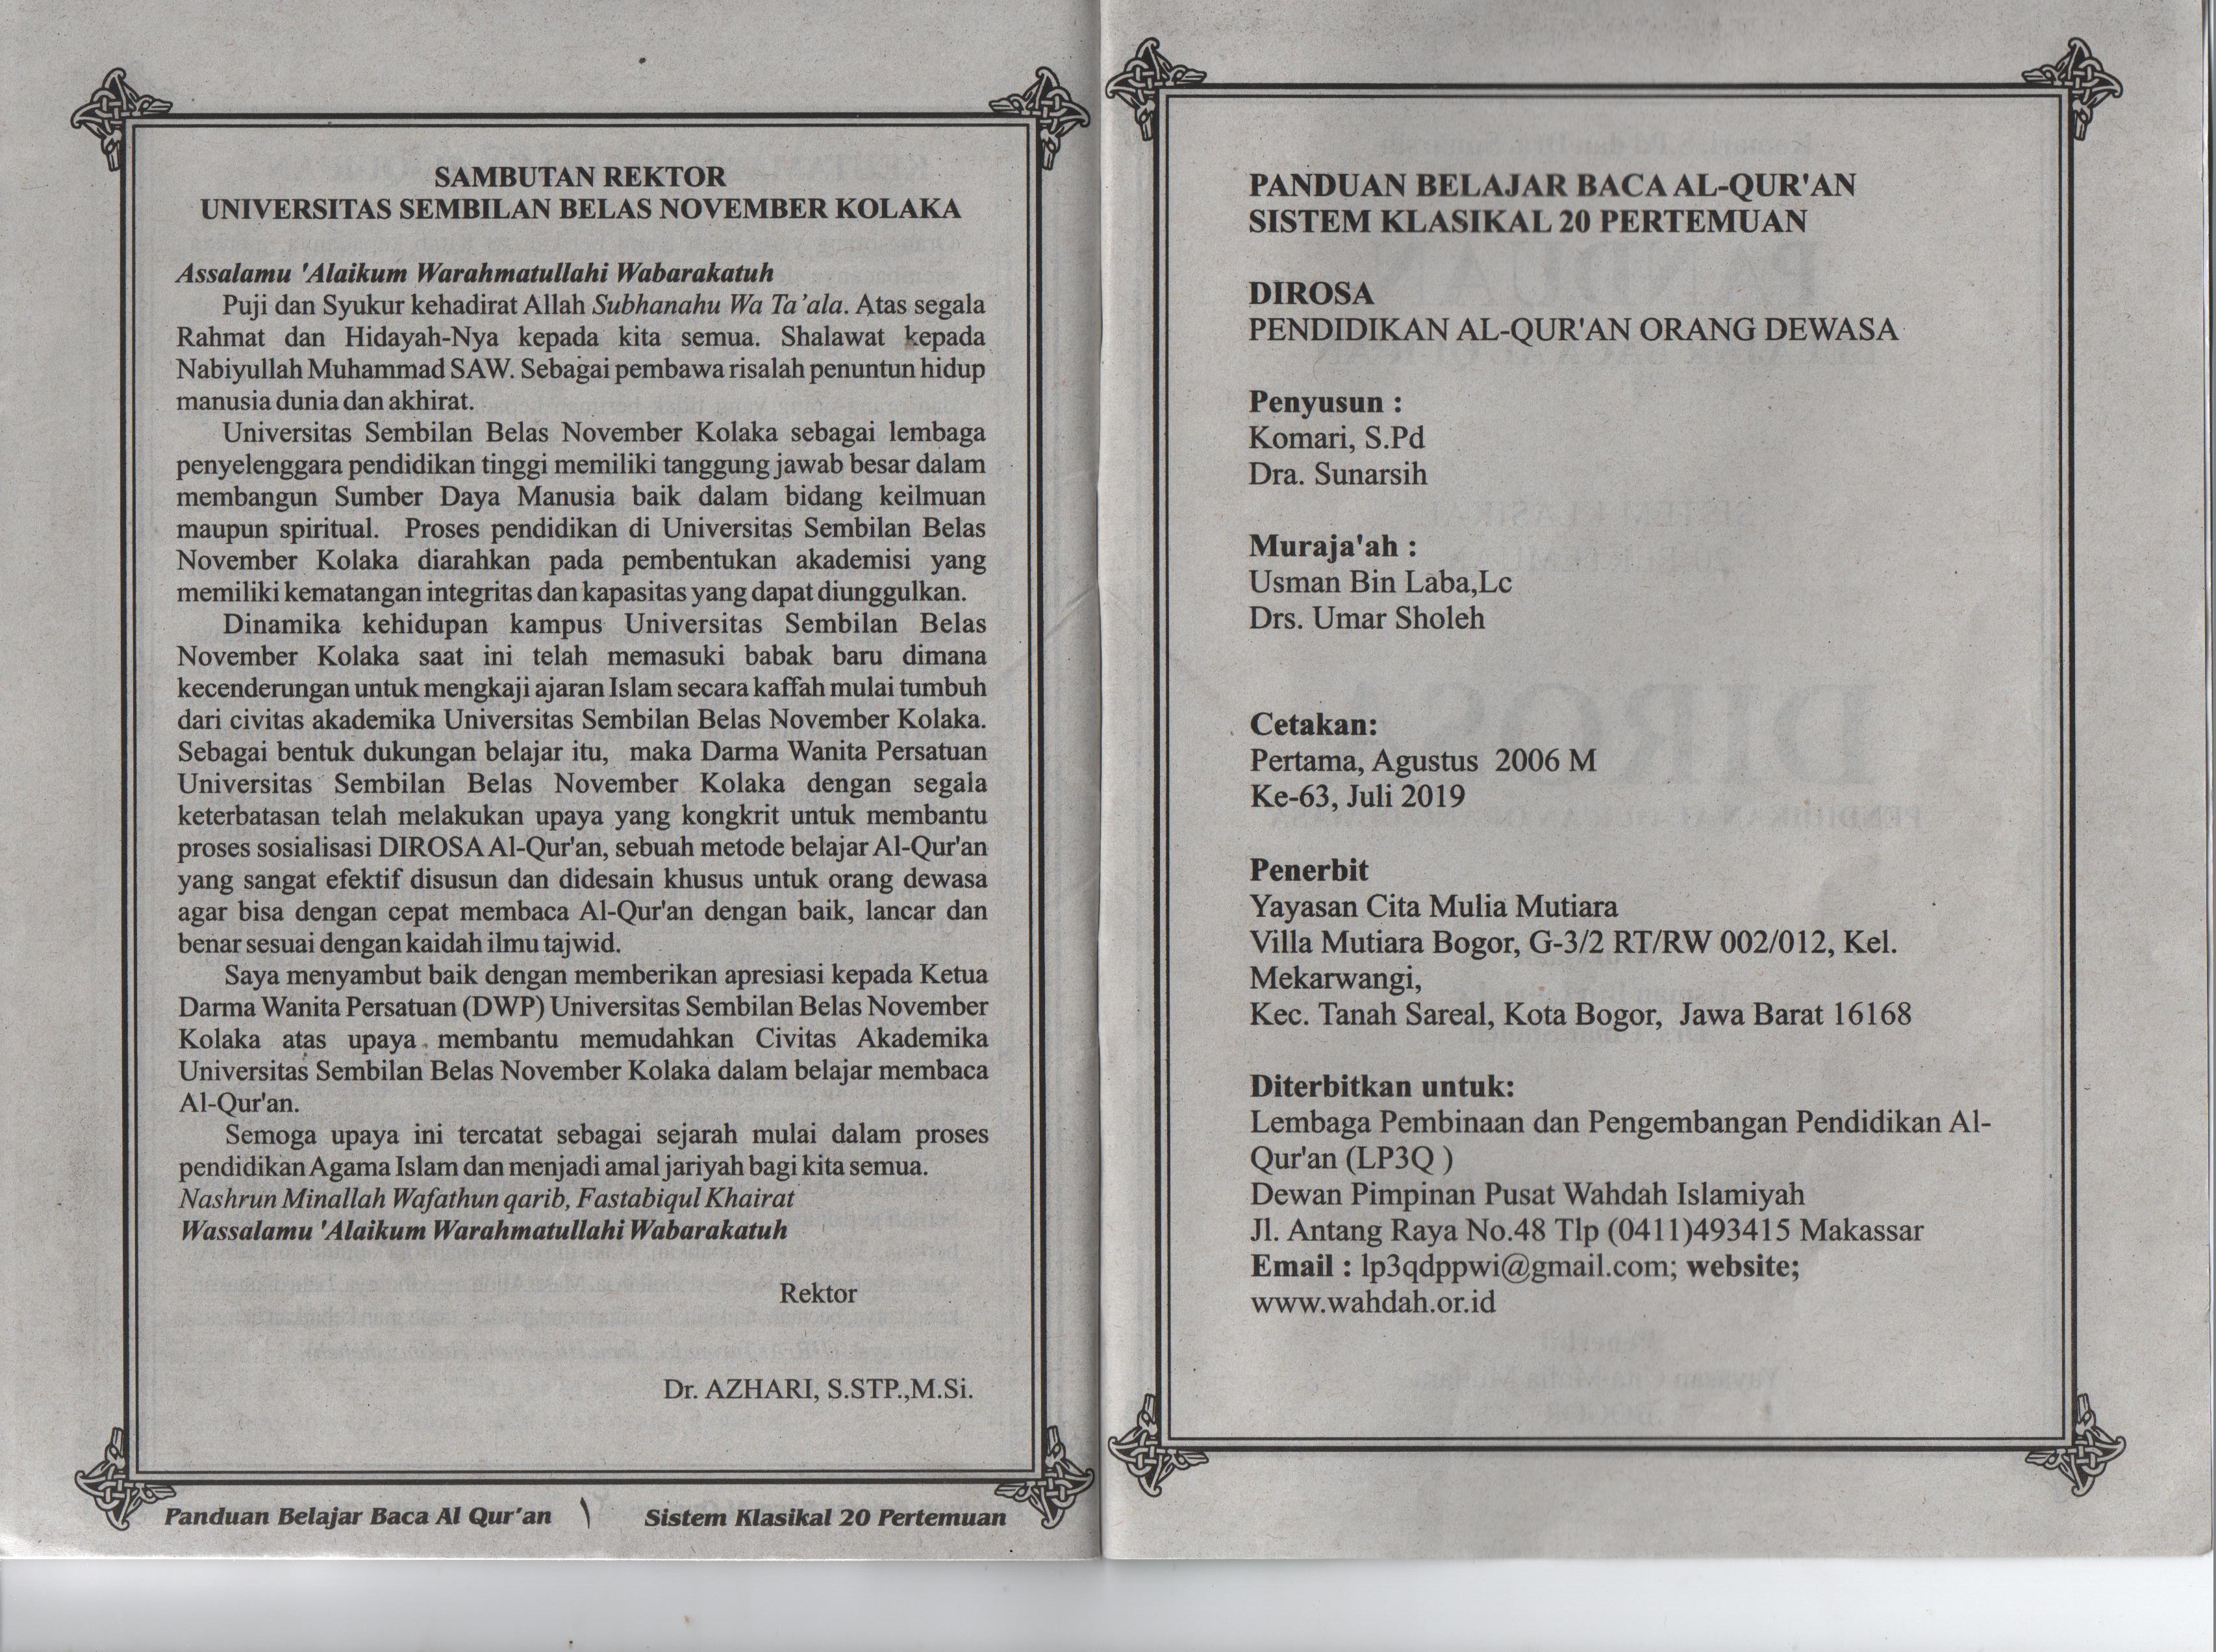 SAMBUTAN REKTOR
UNIVERSITAS SEMBILAN BELAS NOVEMBER KOLAKA
Assalamu 'Alaikum Warahmatullahi Wabarakatuh
Puji dan Syukur kehadirat Allah Subhanahu Wa Ta'ala. Atas segala
Rahmat dan Hidayah-Nya kepada kita semua. Shalawat kepada
Nabiyullah Muhammad SAW. Sebagai pembawa risalah penuntun hidup
manusia dunia dan akhirat.
Universitas Sembilan Belas November Kolaka sebagai lembaga
penyelenggara pendidikan tinggi memiliki tanggung jawab besar dalam
membangun Sumber Daya Manusia baik dalam bidang keilmuan
maupun spiritual. Proses pendidikan di Universitas Sembilan Belas
November Kolaka diarahkan pada pembentukan akademisi yang
memiliki kematangan integritas dan kapasitas yang dapat diunggulkan.
Dinamika kehidupan kampus Universitas Sembilan Belas
November Kolaka saat ini telah memasuki babak baru dimana
kecenderungan untuk mengkaji ajaran Islam secara kaffah mulai tumbuh
dari civitas akademika Universitas Sembilan Belas November Kolaka.
Sebagai bentuk dukungan belajar itu, maka Darma Wanita Persatuan
Universitas Sembilan Belas November Kolaka dengan segala
keterbatasan telah melakukan upaya yang kongkrit untuk membantu
proses sosialisasi DIROSA Al-Qur'an, sebuah metode belajar Al-Qur'an
yang sangat efektif disusun dan didesain khusus untuk orang dewasa
agar bisa dengan cepat membaca Al-Qur'an dengan baik, lancar dan
benar sesuai dengan kaidah ilmu tajwid.
Saya menyambut baik dengan memberikan apresiasi kepada Ketua
Darma Wanita Persatuan (DWP) Universitas Sembilan Belas November
Kolaka atas upaya membantu memudahkan Civitas Akademika
Universitas Sembilan Belas November Kolaka dalam belajar membaca
Al-Qur'an.
Semoga upaya ini tercatat sebagai sejarah mulai dalam proses
pendidikan Agama Islam dan menjadi amal jariyah bagi kita semua.
Nashrun Minallah Wafathun qarib, Fastabiqul Khairat
Wassalamu 'Alaikum Warahmatullahi Wabarakatuh
Rektor
Dr. AZHARI, S.STP.,M.Si.
Panduan Belajar Baca Al Qur'an ١ Sistem Klasikal 20 Pertemuan
PANDUAN BELAJAR BACA AL-QUR'AN
SISTEM KLASIKAL 20 PERTEMUAN
DIROSA
PENDIDIKAN AL-QUR'AN ORANG DEWASA
Penyusun :
Komari, S.Pd
Dra. Sunarsih
Muraja'ah :
Usman Bin Laba,Lc
Drs. Umar Sholeh
Cetakan:
Pertama, Agustus 2006 M
Ke-63, Juli 2019
Penerbit
Yayasan Cita Mulia Mutiara
Villa Mutiara Bogor, G-3/2 RT/RW 002/012, Kel.
Mekarwangi,
Kec. Tanah Sareal, Kota Bogor, Jawa Barat 16168
Diterbitkan untuk:
Lembaga Pembinaan dan Pengembangan Pendidikan Al-
Qur'an (LP3Q )
Dewan Pimpinan Pusat Wahdah Islamiyah
Jl. Antang Raya No.48 Tlp (0411)493415 Makassar
Email : lp3qdppwi@gmail.com; website;
www.wahdah.or.id